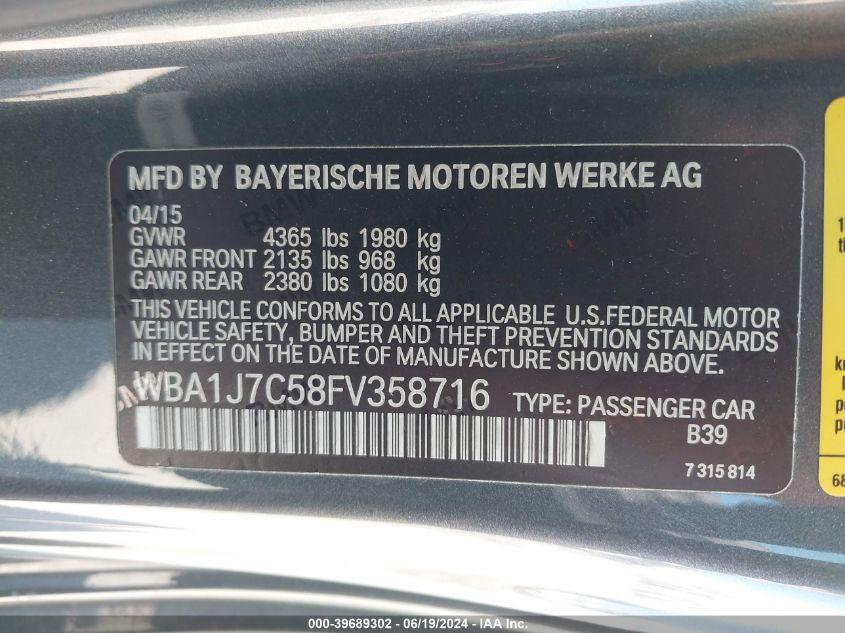 MFD BY BAYERISCHE MOTOREN WERKE AG
04/15
GVWR 4365 lbs 1980 kg
GAWR FRONT 2135 lbs 968 kg
GAWR REAR 2380 lbs 1080 kg
THIS VEHICLE CONFORMS TO ALL APPLICABLE U.S.FEDERAL MOTOR
VEHICLE SAFETY, BUMPER AND THEFT PREVENTION STANDARDS
IN EFFECT ON THE DATE OF MANUFACTURE SHOWN ABOVE.
WBA1J7C58FV358716 TYPE: PASSENGER CAR
B39
7 315 814
000-39689302 / 06/19/2024 / IAA Inc.